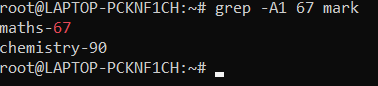 root@LAPTOP-PCKNF1CH:~# grep -A1 67 mark
maths-67
chemistry-90
root@LAPTOP-PCKNF1CH:~#